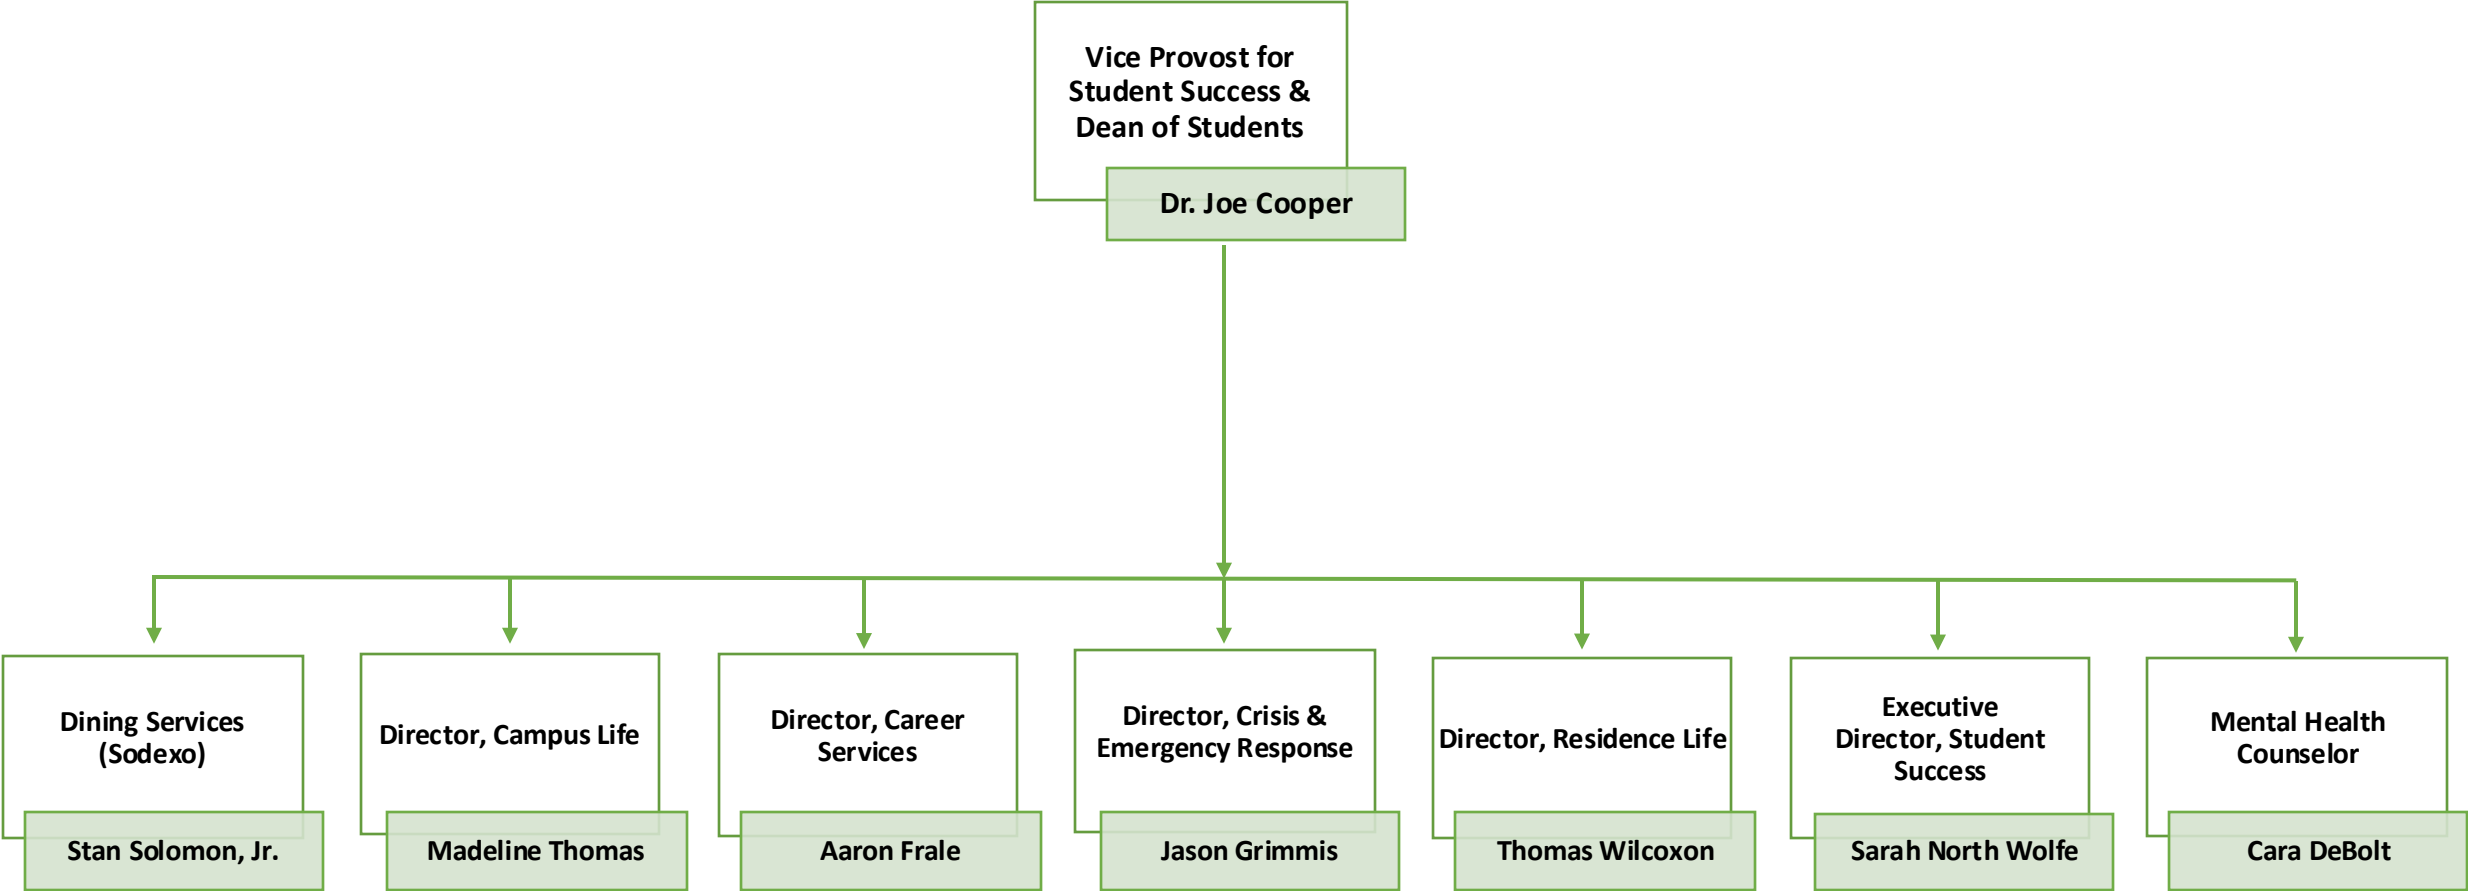 Vice Provost for
Student Success &
Dean of Students
Dr. Joe Cooper
Dining Services
(Sodexo)
Stan Solomon, Jr.
Director, Campus Life
Madeline Thomas
Director, Career
Services
Aaron Frale
Director, Crisis &
Emergency Response
Jason Grimmis
Director, Residence Life
Thomas Wilcoxon
Executive
Director, Student
Success
Sarah North Wolfe
Mental Health
Counselor
Cara DeBolt